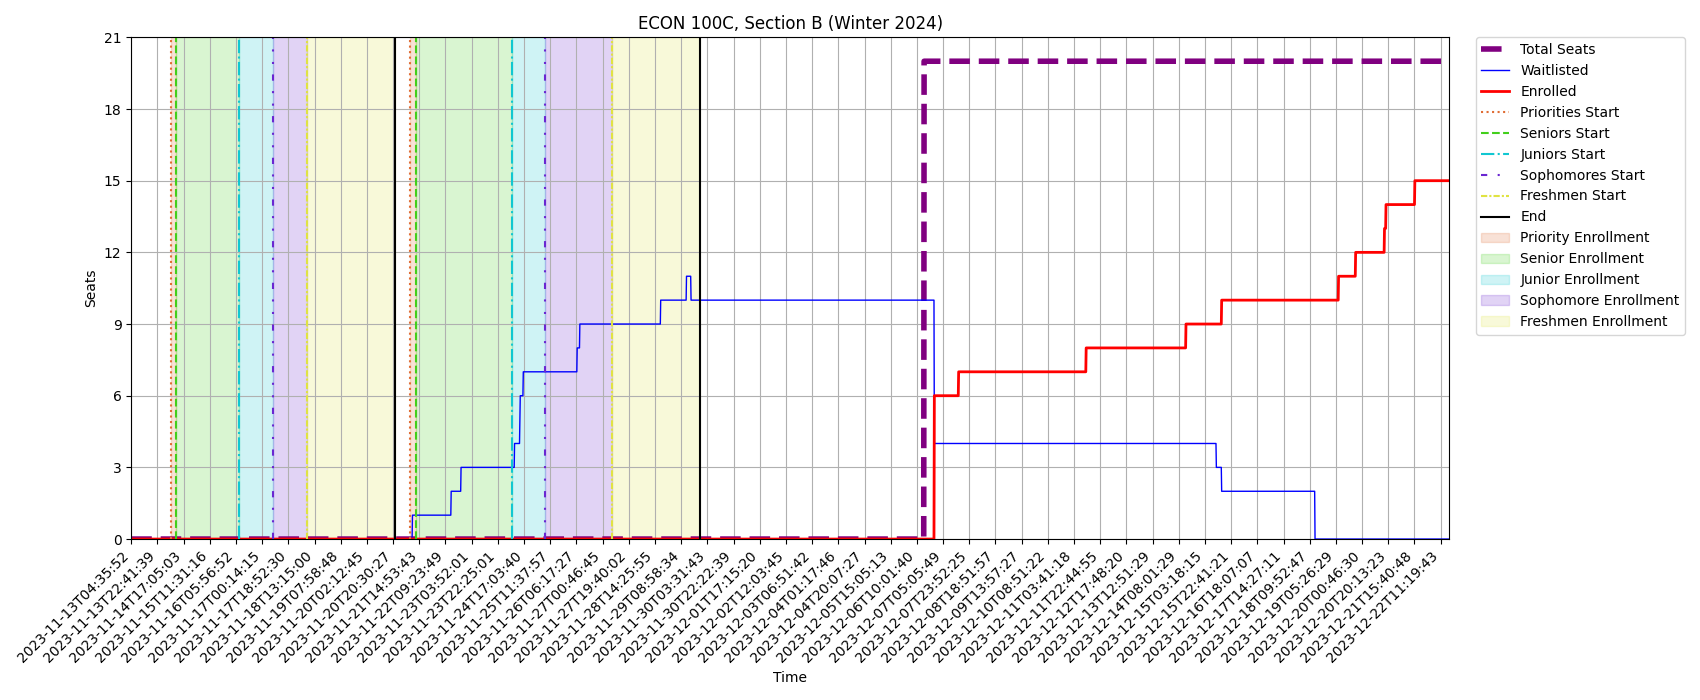 ECON 100C, Section B (Winter 2024)
21
18
15
12
9
6
3
0
Seats
2023-11-13T04:35:52
2023-11-13T22:41:39
2023-11-14T17:05:03
2023-11-15T11:31:16
2023-11-16T05:56:52
2023-11-17T00:14:15
2023-11-17T18:52:30
2023-11-18T13:15:00
2023-11-19T07:58:48
2023-11-20T02:12:45
2023-11-20T20:30:27
2023-11-21T14:53:43
2023-11-22T09:23:49
2023-11-23T03:52:01
2023-11-23T22:25:01
2023-11-24T17:03:40
2023-11-25T11:37:57
2023-11-26T06:17:27
2023-11-27T00:46:45
2023-11-27T19:40:02
2023-11-28T14:25:55
2023-11-29T08:58:34
2023-11-30T03:31:43
2023-11-30T22:22:39
2023-12-01T17:15:20
2023-12-02T12:03:45
2023-12-03T06:51:42
2023-12-04T01:17:46
2023-12-04T20:07:27
2023-12-05T15:05:13
2023-12-06T10:01:40
2023-12-07T05:05:49
2023-12-07T23:52:25
2023-12-08T18:51:57
2023-12-09T13:57:27
2023-12-10T08:51:22
2023-12-11T03:41:18
2023-12-11T22:44:55
2023-12-12T17:48:20
2023-12-13T12:51:29
2023-12-14T08:01:29
2023-12-15T03:18:15
2023-12-15T22:41:21
2023-12-16T18:07:07
2023-12-17T14:27:11
2023-12-18T09:52:47
2023-12-19T05:26:29
2023-12-20T00:46:30
2023-12-20T20:13:23
2023-12-21T15:40:48
2023-12-22T11:19:43
Time
Total Seats
Waitlisted
Enrolled
Priorities Start
Seniors Start
Juniors Start
Sophomores Start
Freshmen Start
End
Priority Enrollment
Senior Enrollment
Junior Enrollment
Sophomore Enrollment
Freshmen Enrollment